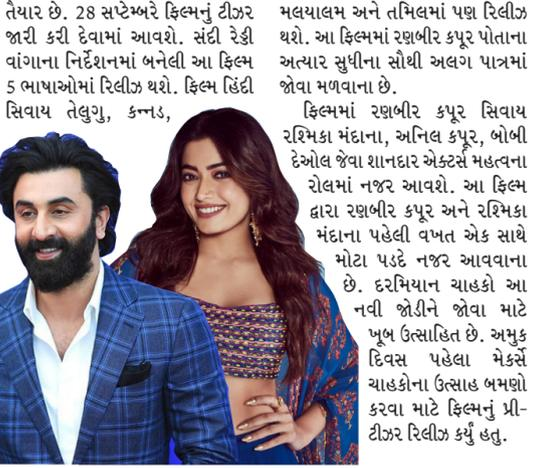 તૈયાર છે. 28 સપ્ટેમ્બરે ફિલ્મનું ટીઝર
જારી કરી દેવામાં આવશે. સંદી રેડ્ડી
વાંગાના નિર્દેશનમાં બનેલી આ ફિલ્મ
5 ભાષાઓમાં રિલીઝ થશે. ફિલ્મ હિંદી
સિવાય તેલુગુ, કન્નડ,
મલયાલમ અને તમિલમાં પણ રિલીઝ
થશે. આ ફિલ્મમાં રણબીર કપૂર પોતાના
અત્યાર સુધીના સૌથી અલગ પાત્રમાં
જોવા મળવાના છે.
ફિલ્મમાં રણબીર કપૂર સિવાય
રશ્મિકા મંદાના, અનિલ કપૂર, બોબી
દેઓલ જેવા શાનદાર એક્ટર્સ મહત્વના
રોલમાં નજર આવશે. આ ફિલ્મ
દ્વારા રણબીર કપૂર અને રશ્મિકા
મંદાના પહેલી વખત એક સાથે
મોટા પડદે નજર આવવાના
છે. દરમિયાન ચાહકો આ
નવી જોડીને જોવા માટે
ખૂબ ઉત્સાહિત છે. અમુક
દિવસ પહેલા મેકર્સે
ચાહકોના ઉત્સાહ બમણો
કરવા માટે ફિલ્મનું પ્રી-
ટીઝર રિલીઝ કર્યું હતુ.